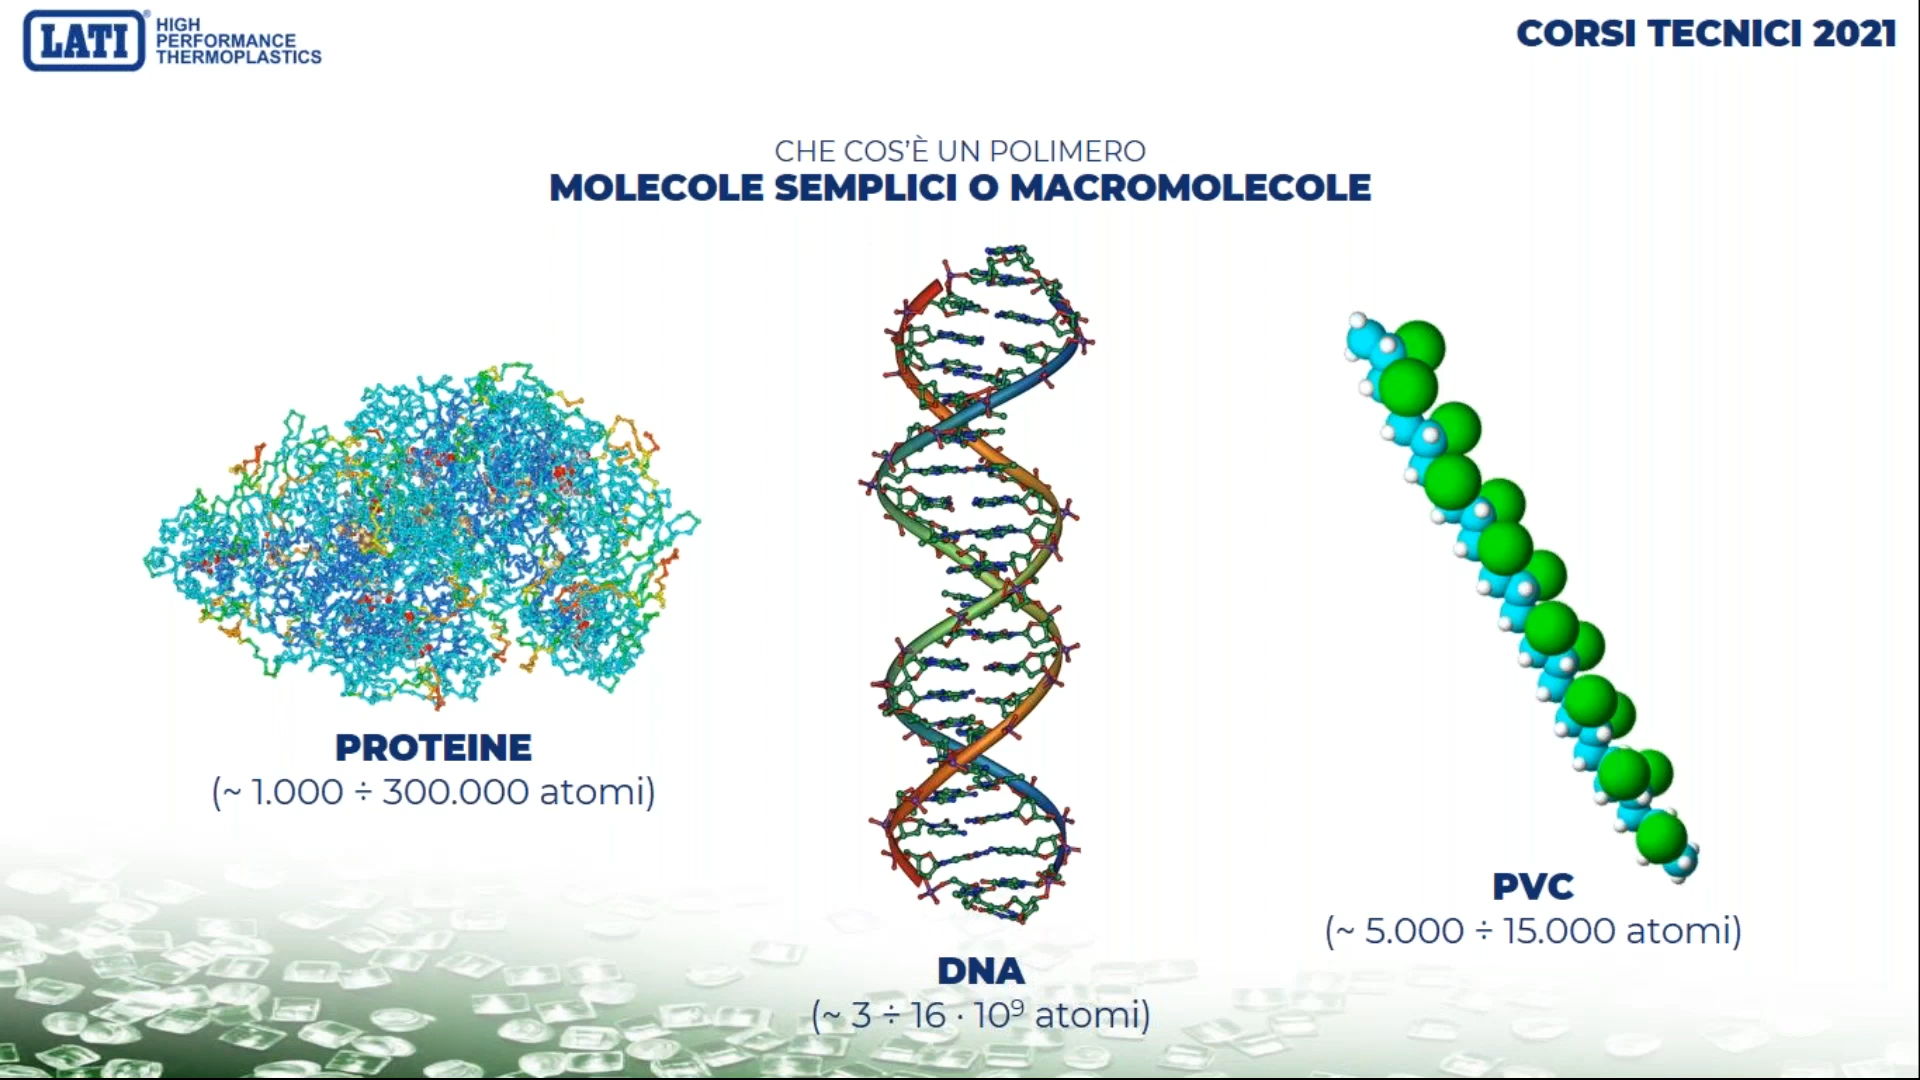 LATI®
HIGH
PERFORMANCE
THERMOPLASTICS
CORSI TECNICI 2021
CHE COS'È UN POLIMERO
MOLECOLE SEMPLICI O MACROMOLECOLE
PROTEINE
(~ 1.000 ÷ 300.000 atomi)
DNA
(~ 3 ÷ 16 · 10⁹ atomi)
PVC
(~ 5.000 ÷ 15.000 atomi)